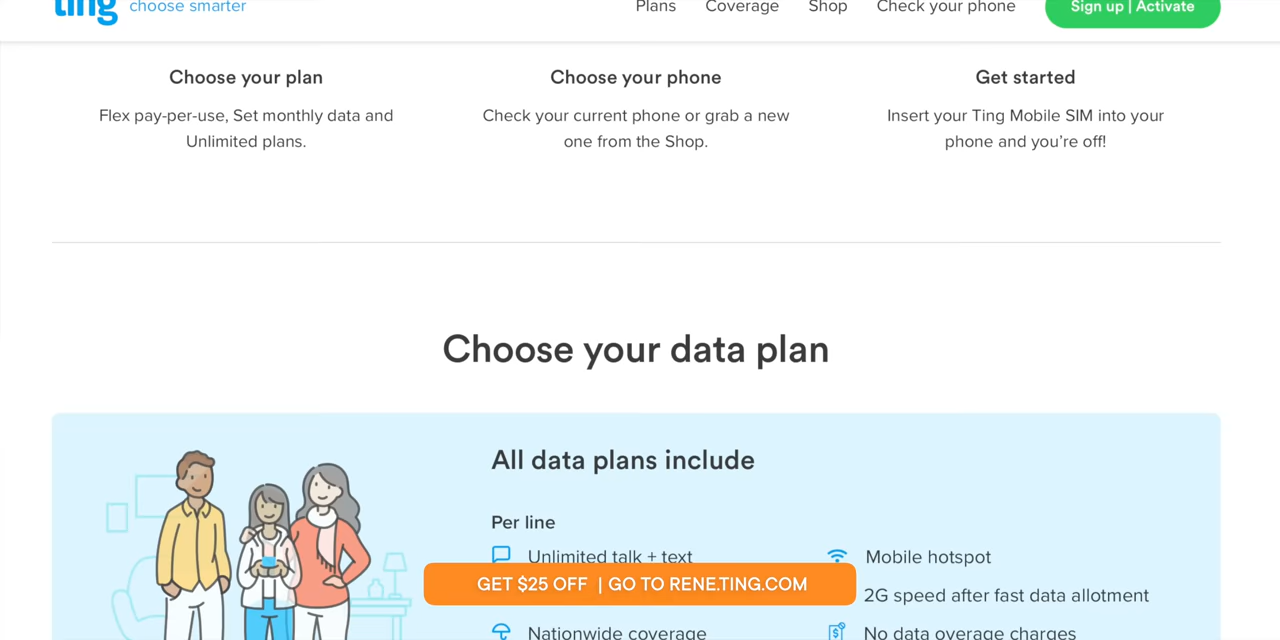 ting choose smarter
Plans Coverage Shop Check your phone Sign up | Activate
Choose your plan
Flex pay-per-use, Set monthly data and
Unlimited plans.
Choose your phone
Check your current phone or grab a new
one from the Shop.
Get started
Insert your Ting Mobile SIM into your
phone and you’re off!
Choose your data plan
All data plans include
Per line
Unlimited talk + text
Mobile hotspot
GET $25 OFF | GO TO RENE.TING.COM
2G speed after fast data allotment
Nationwide coverage
No data overage charges